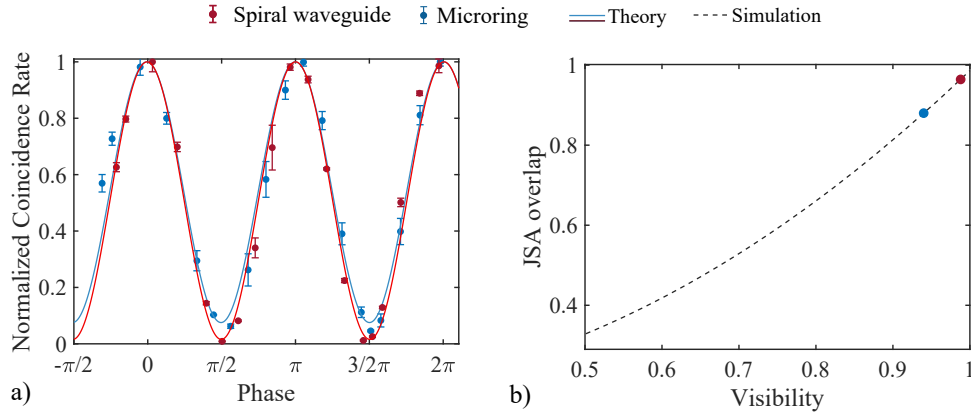 Spiral waveguide Microring Theory Simulation
Normalized Coincidence Rate
1
0.8
0.6
0.4
0.2
0
-π/2 0 π/2 π 3/2π 2π
Phase
a)
JSA overlap
1
0.8
0.6
0.4
0.5 0.6 0.7 0.8 0.9 1
Visibility
b)